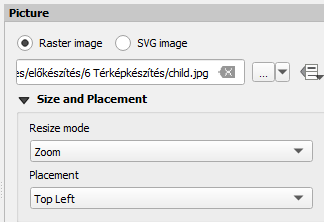 Picture
Raster image SVG image
es/előkészítés/6 Térképkészítés/child.jpg ...
Size and Placement
Resize mode
Zoom
Placement
Top Left